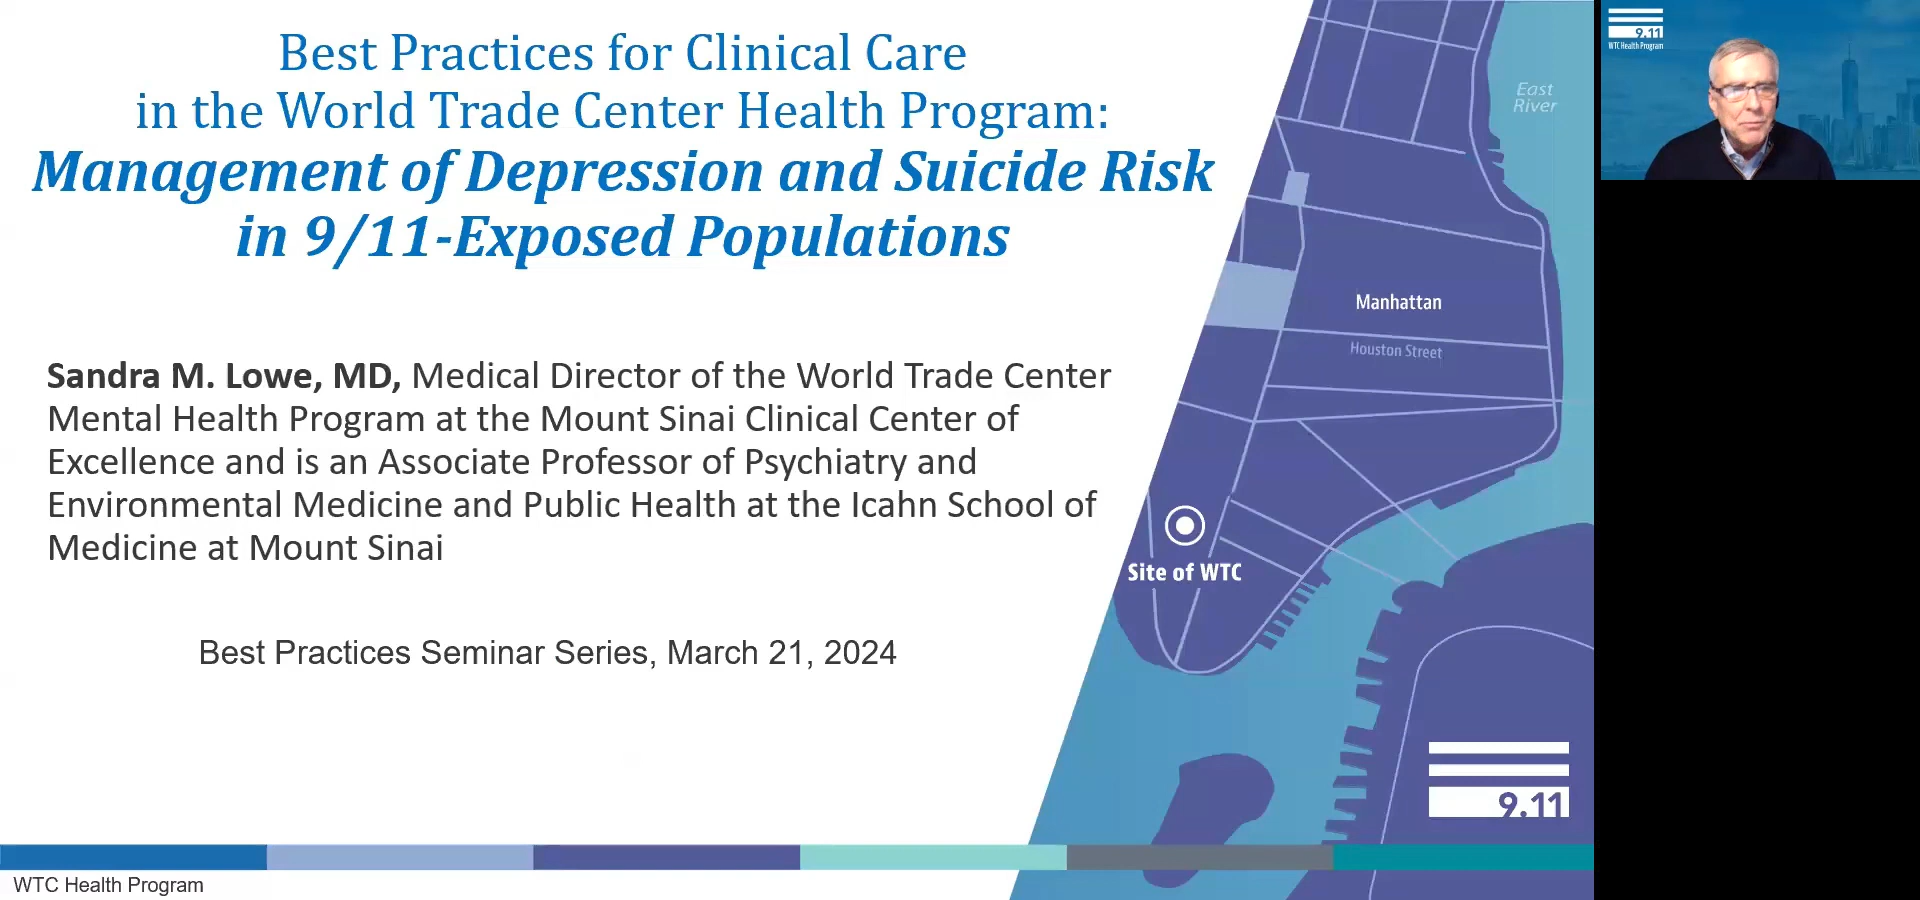 Best Practices for Clinical Care
in the World Trade Center Health Program:
Management of Depression and Suicide Risk
in 9/11-Exposed Populations
Sandra M. Lowe, MD, Medical Director of the World Trade Center
Mental Health Program at the Mount Sinai Clinical Center of
Excellence and is an Associate Professor of Psychiatry and
Environmental Medicine and Public Health at the Icahn School of
Medicine at Mount Sinai
Best Practices Seminar Series, March 21, 2024
WTC Health Program
East
River
Manhattan
Houston Street
Site of WTC
9.11
9.11
WTC Health Program